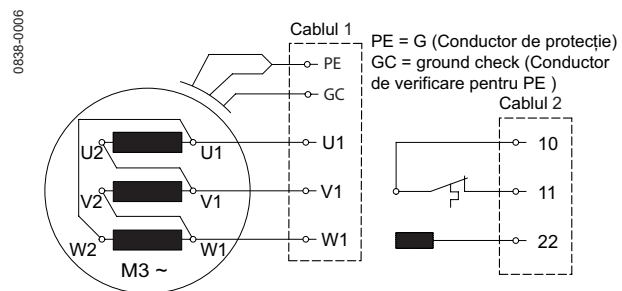 0838-0006
Cablul 1
PE = G (Conductor de protecție)
GC = ground check (Conductor
de verificare pentru PE )
Cablul 2
PE
GC
U2 U1 U1
V2 V1 V1
W2 W1 W1
M3 ~
10
11
22